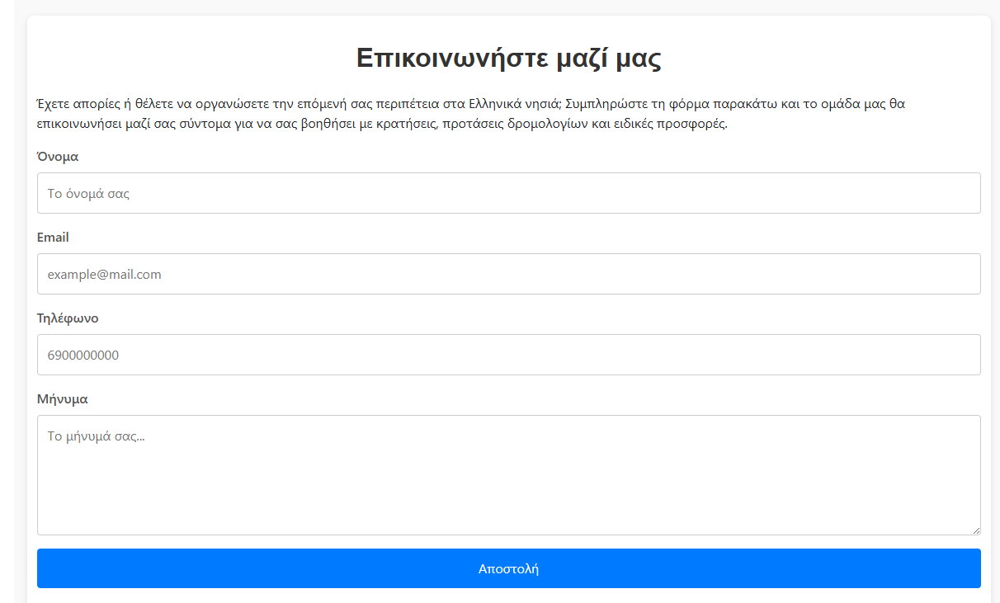 Επικοινωνήστε μαζί μας
Έχετε απορίες ή θέλετε να οργανώσετε την επόμενή σας περιπέτεια στα Ελληνικά νησιά; Συμπληρώστε τη φόρμα παρακάτω και το ομάδα μας θα
επικοινωνήσει μαζί σας σύντομα για να σας βοηθήσει με κρατήσεις, προτάσεις δρομολογίων και ειδικές προσφορές.
Όνομα
Το όνομά σας
Email
example@mail.com
Τηλέφωνο
6900000000
Μήνυμα
Το μήνυμά σας...
Αποστολή